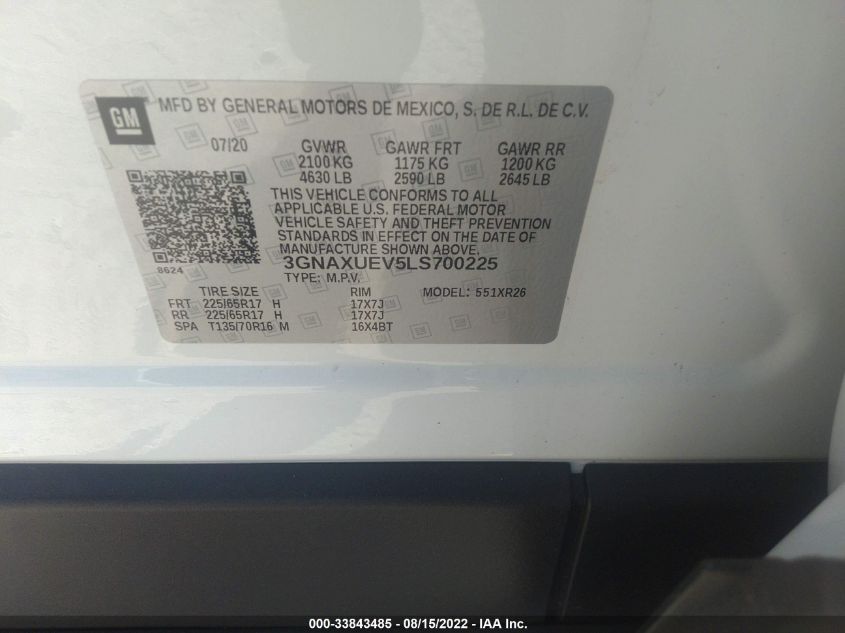 GM
MFD BY GENERAL MOTORS DE MEXICO, S. DE R.L. DE C.V.
07/20 GVWR GAWR FRT GAWR RR
2100 KG 1175 KG 1200 KG
4630 LB 2590 LB 2645 LB
THIS VEHICLE CONFORMS TO ALL
APPLICABLE U.S. FEDERAL MOTOR
VEHICLE SAFETY AND THEFT PREVENTION
STANDARDS IN EFFECT ON THE DATE OF
MANUFACTURE SHOWN ABOVE.
8624 3GNAXUEV5LS700225
TYPE: M.P.V.
TIRE SIZE RIM MODEL: 551XR26
FRT 225/65R17 H 17X7J
RR 225/65R17 H 17X7J
SPA T135/70R16 M 16X4BT
000-33843485 - 08/15/2022 - IAA Inc.